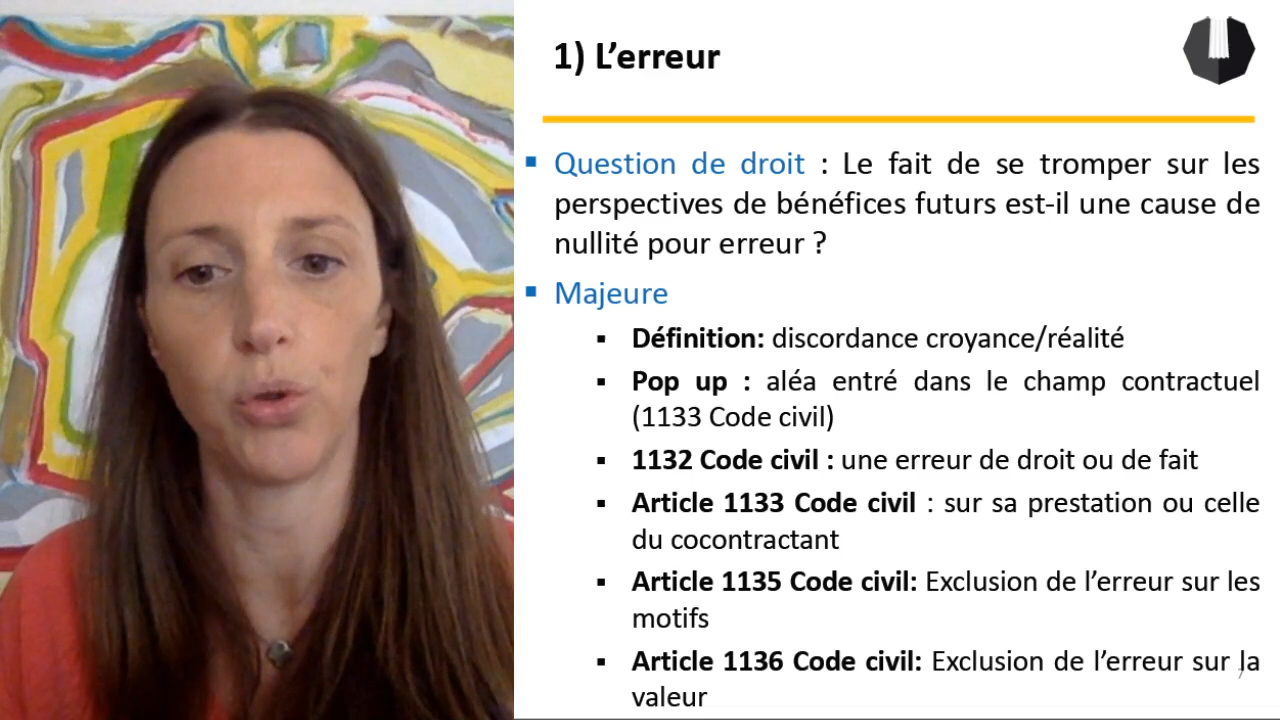 1) L’erreur
▪ Question de droit : Le fait de se tromper sur les
perspectives de bénéfices futurs est-il une cause de
nullité pour erreur ?
▪ Majeure
▪ Définition: discordance croyance/réalité
▪ Pop up : aléa entré dans le champ contractuel
(1133 Code civil)
▪ 1132 Code civil : une erreur de droit ou de fait
▪ Article 1133 Code civil : sur sa prestation ou celle
du cocontractant
▪ Article 1135 Code civil: Exclusion de l’erreur sur les
motifs
▪ Article 1136 Code civil: Exclusion de l’erreur sur la
valeur
7